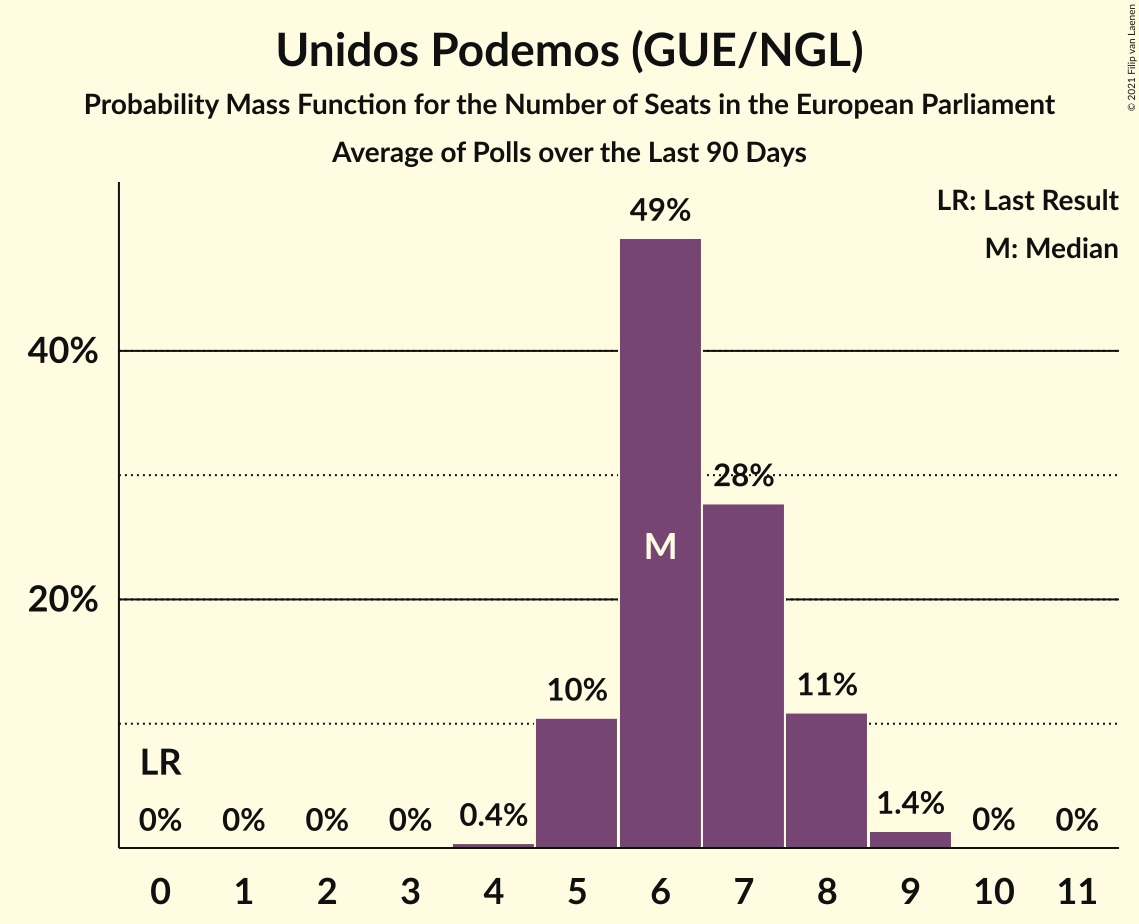 Unidos Podemos (GUE/NGL)
Probability Mass Function for the Number of Seats in the European Parliament
Average of Polls over the Last 90 Days
© 2021 Filip van Laenen
LR: Last Result
M: Median
49%
40%
28%
M
20%
10%
11%
LR
0%
0%
0%
0%
0.4%
1.4%
0%
0%
0 1 2 3 4 5 6 7 8 9 10 11